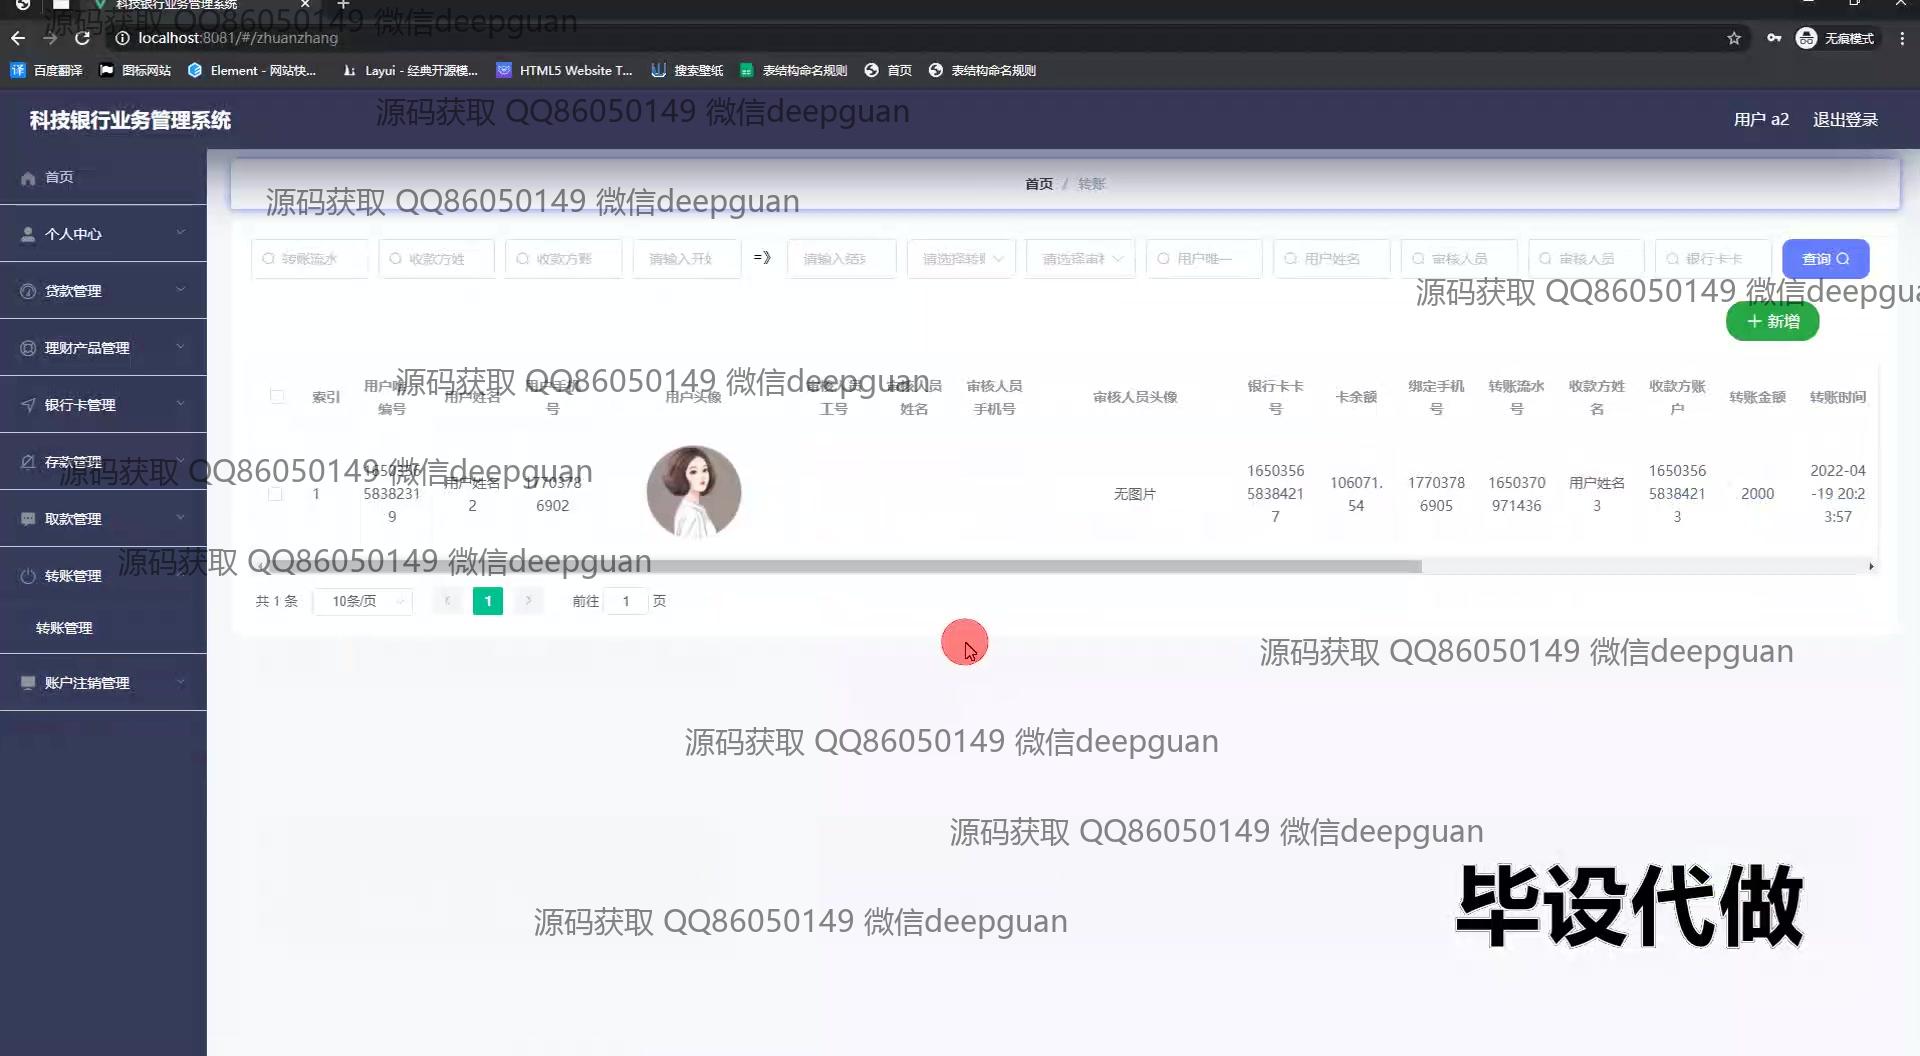 科技银行业务管理系统
源码获取 QQ86050149 微信deepguan
localhost:8081/#/zhuanzhang
无痕模式
百度翻译 图标网站 Element - 网站快... Layui - 经典开源模... HTML5 Website T... 搜索壁纸 表结构命名规则 首页 表结构命名规则
科技银行业务管理系统
源码获取 QQ86050149 微信deepguan
用户 a2 退出登录
首页
个人中心
贷款管理
理财产品管理
银行卡管理
存款管理
取款管理
转账管理
转账管理
账户注销管理
首页 / 转账
源码获取 QQ86050149 微信deepguan
转账流水 收款方姓 收款方账 请输入开始 => 请输入结 请选择转账 请选择审核 用户唯一 用户姓名 审核人员 审核人员 银行卡卡 查询
源码获取 QQ86050149 微信deepgua
+ 新增
源码获取 QQ86050149 微信deepguan
索引 用户唯一编号 用户姓名 用户手机号 用户头像 审核人员工号 审核人员姓名 审核人员手机号 审核人员头像 银行卡卡号 卡余额 绑定手机号 转账流水号 收款方姓名 收款方账户 转账金额 转账时间
源码获取 QQ86050149 微信deepguan
1 165035658382319 用户姓名2 17703786902 无图片 165035658384217 106071.54 17703786905 1650370971436 用户姓名3 165035658384213 2000 2022-04-19 20:23:57
源码获取 QQ86050149 微信deepguan
共 1 条 10条/页 1 前往 1 页
源码获取 QQ86050149 微信deepguan
源码获取 QQ86050149 微信deepguan
源码获取 QQ86050149 微信deepguan
毕设代做
源码获取 QQ86050149 微信deepguan